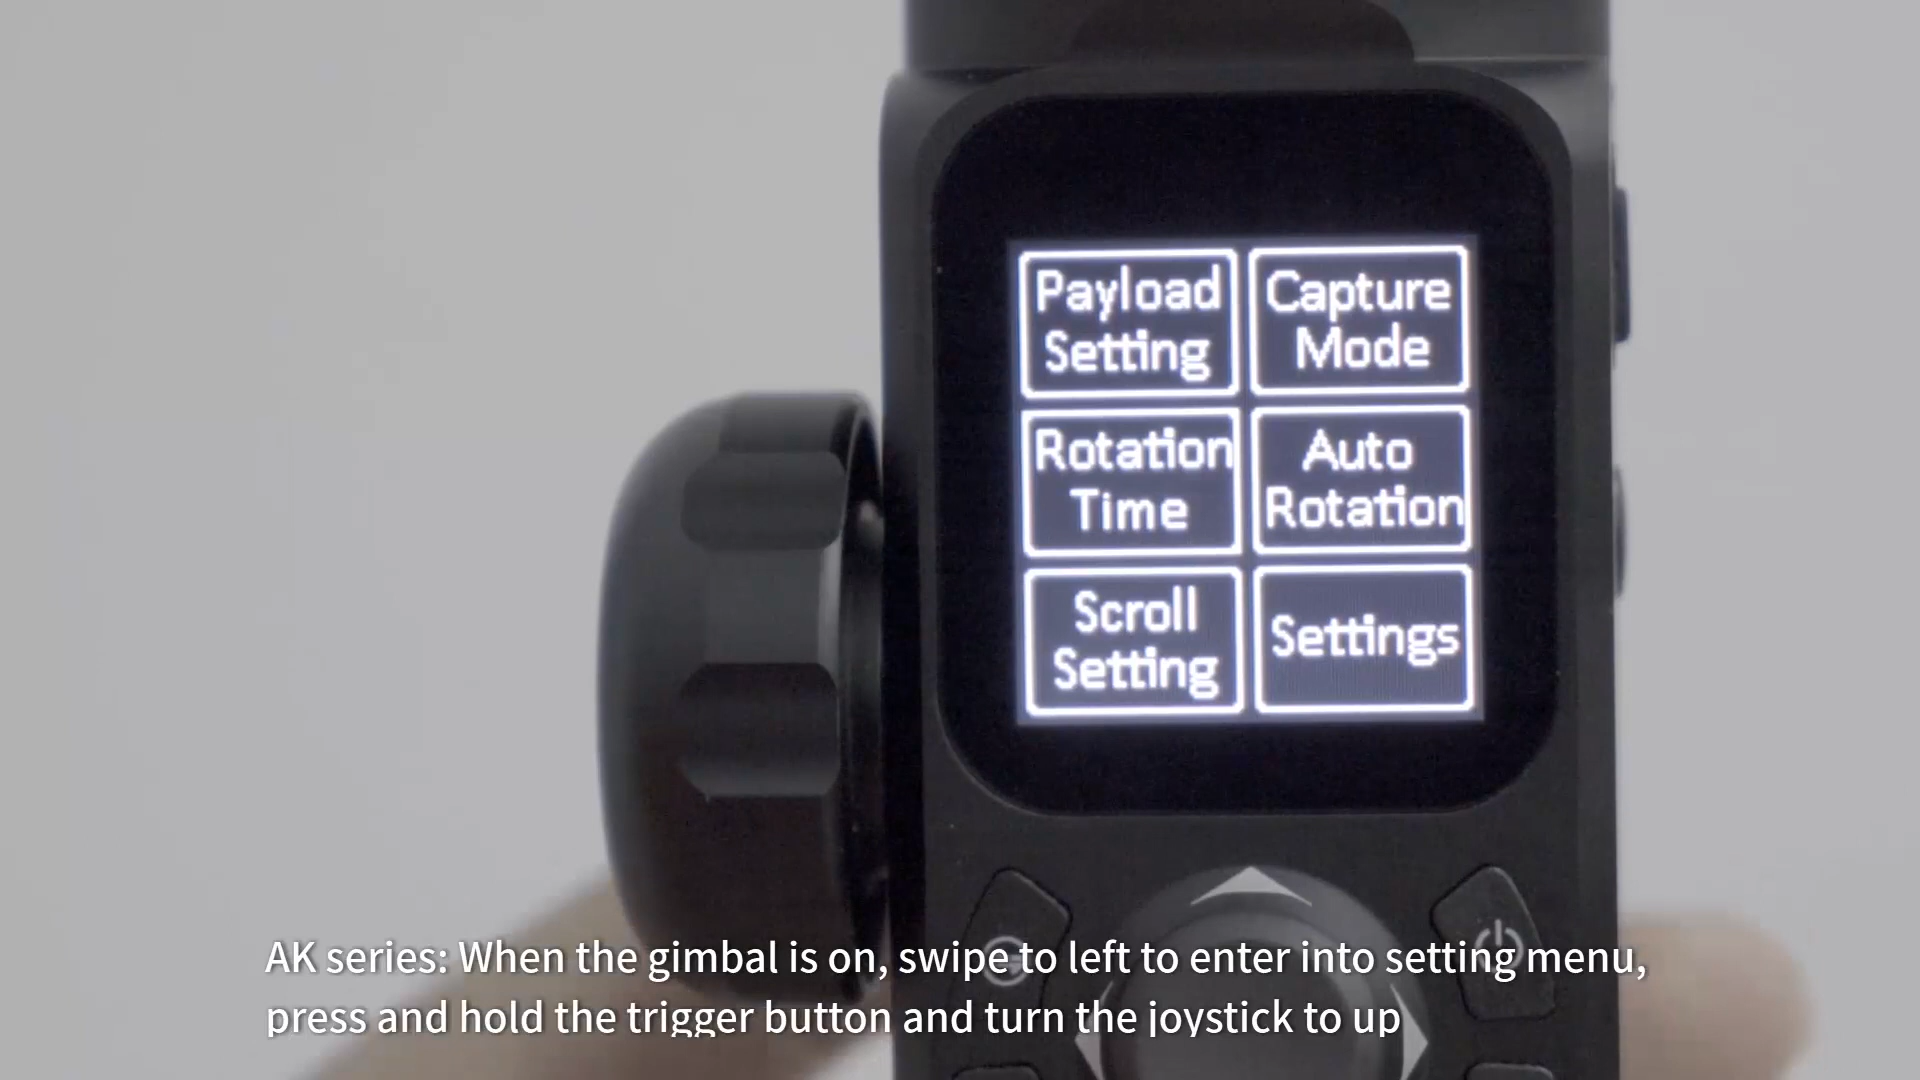 Payload
Setting
Capture
Mode
Rotation
Time
Auto
Rotation
Scroll
Setting
Settings
AK series: When the gimbal is on, swipe to left to enter into setting menu,
press and hold the trigger button and turn the joystick to up